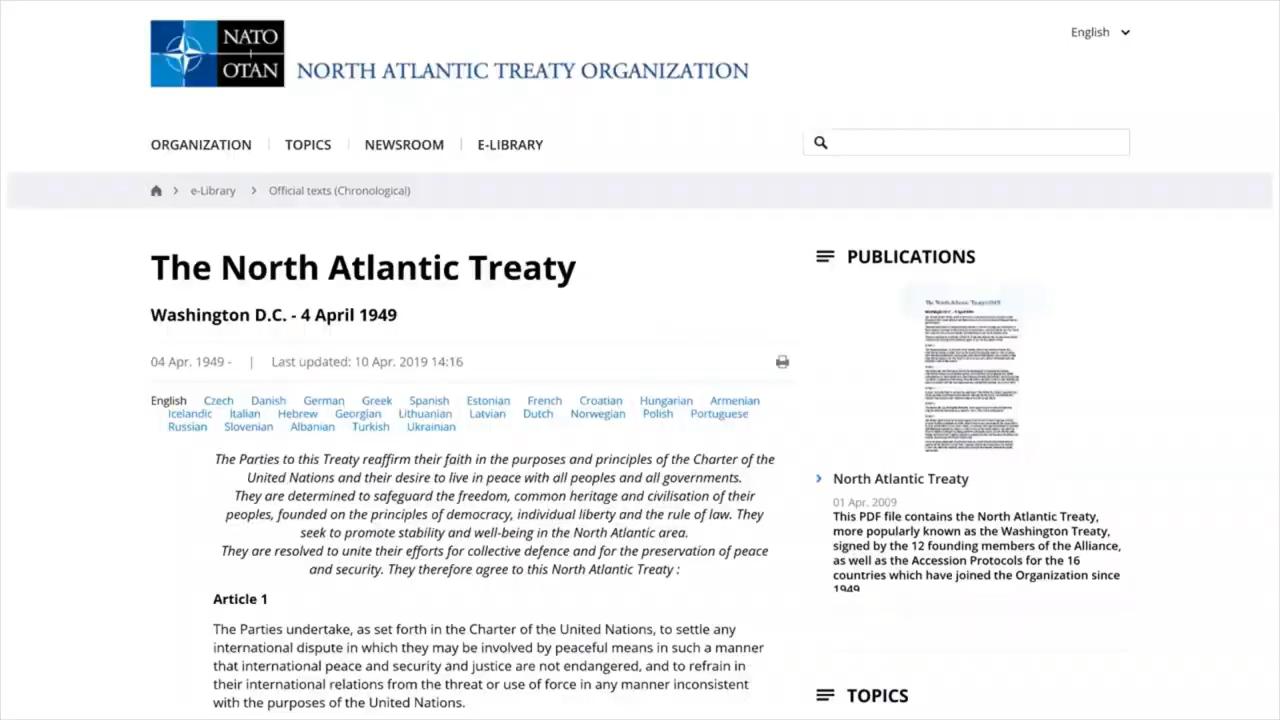 NATO
OTAN
NORTH ATLANTIC TREATY ORGANIZATION
English
ORGANIZATION TOPICS NEWSROOM E-LIBRARY
e-Library Official texts (Chronological)
The North Atlantic Treaty
Washington D.C. - 4 April 1949
04 Apr. 1949 - Last updated: 10 Apr. 2019 14:16
English Czech Danish German Greek Spanish Estonian French Croatian Hungarian Armenian
Icelandic Italian Hebrew Georgian Lithuanian Latvian Dutch Norwegian Polish Portuguese
Russian Slovenian Albanian Turkish Ukrainian
The Parties to this Treaty reaffirm their faith in the purposes and principles of the Charter of the
United Nations and their desire to live in peace with all peoples and all governments.
They are determined to safeguard the freedom, common heritage and civilisation of their
peoples, founded on the principles of democracy, individual liberty and the rule of law. They
seek to promote stability and well-being in the North Atlantic area.
They are resolved to unite their efforts for collective defence and for the preservation of peace
and security. They therefore agree to this North Atlantic Treaty :
Article 1
The Parties undertake, as set forth in the Charter of the United Nations, to settle any
international dispute in which they may be involved by peaceful means in such a manner
that international peace and security and justice are not endangered, and to refrain in
their international relations from the threat or use of force in any manner inconsistent
with the purposes of the United Nations.
PUBLICATIONS
North Atlantic Treaty
01 Apr. 2009
This PDF file contains the North Atlantic Treaty,
more popularly known as the Washington Treaty,
signed by the 12 founding members of the Alliance,
as well as the Accession Protocols for the 16
countries which have joined the Organization since
1949
TOPICS